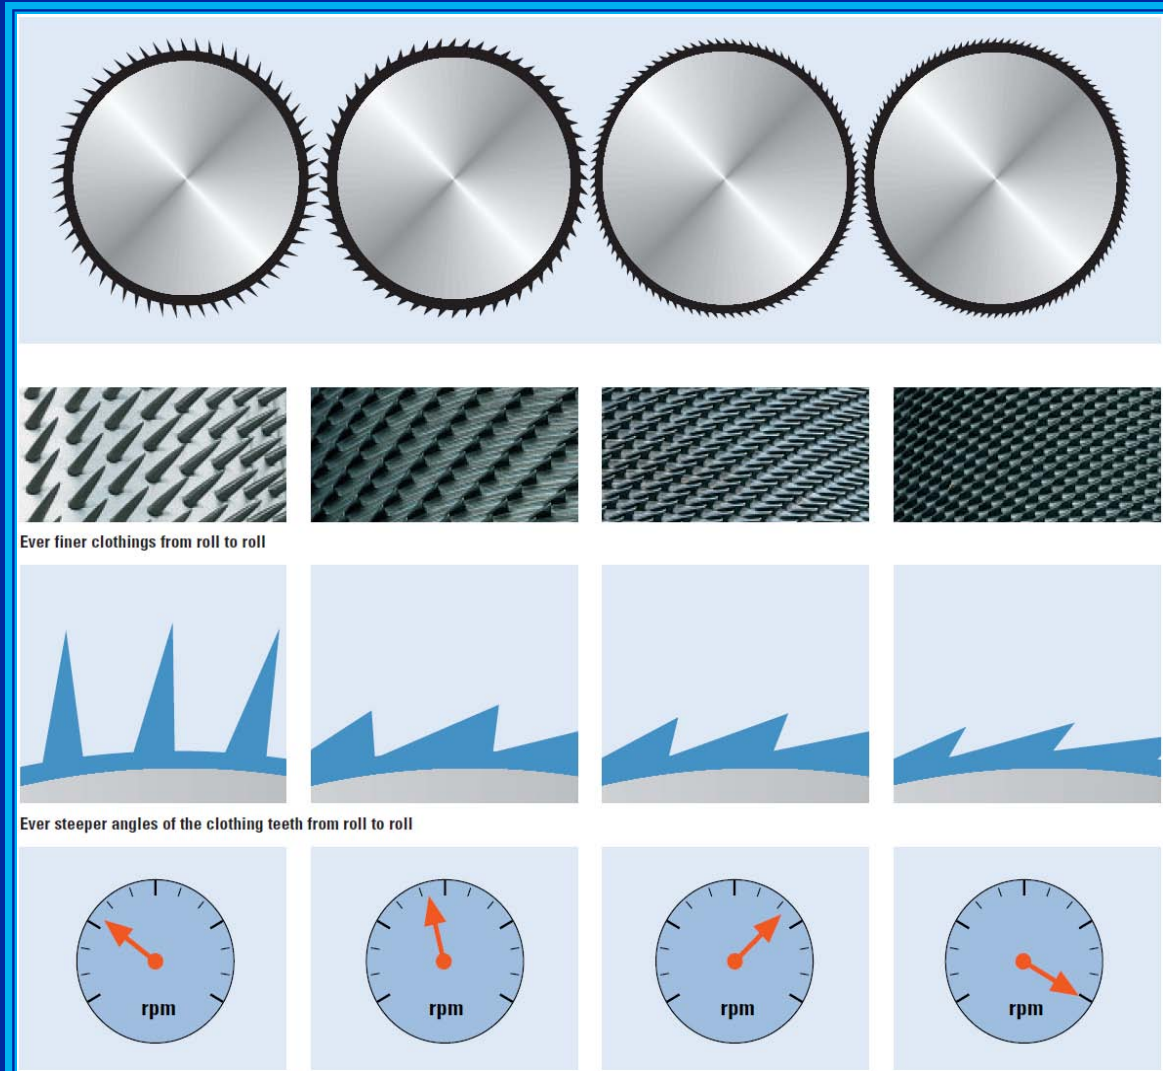 Ever finer clothings from roll to roll
Ever steeper angles of the clothing teeth from roll to roll
rpm
rpm
rpm
rpm